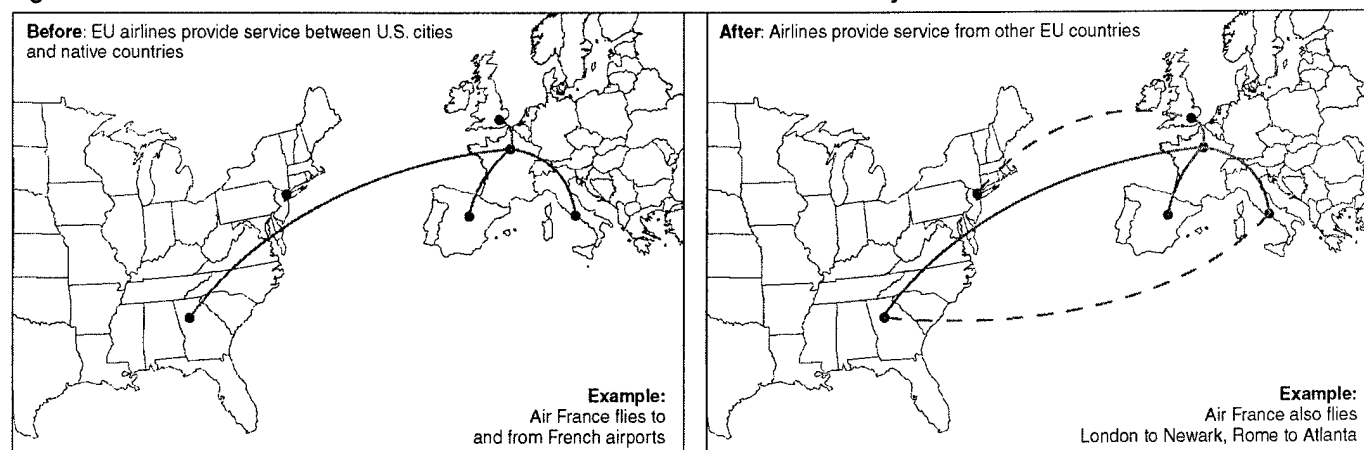 Before: EU airlines provide service between U.S. cities
and native countries
Example:
Air France flies to
and from French airports
After: Airlines provide service from other EU countries
Example:
Air France also flies
London to Newark, Rome to Atlanta